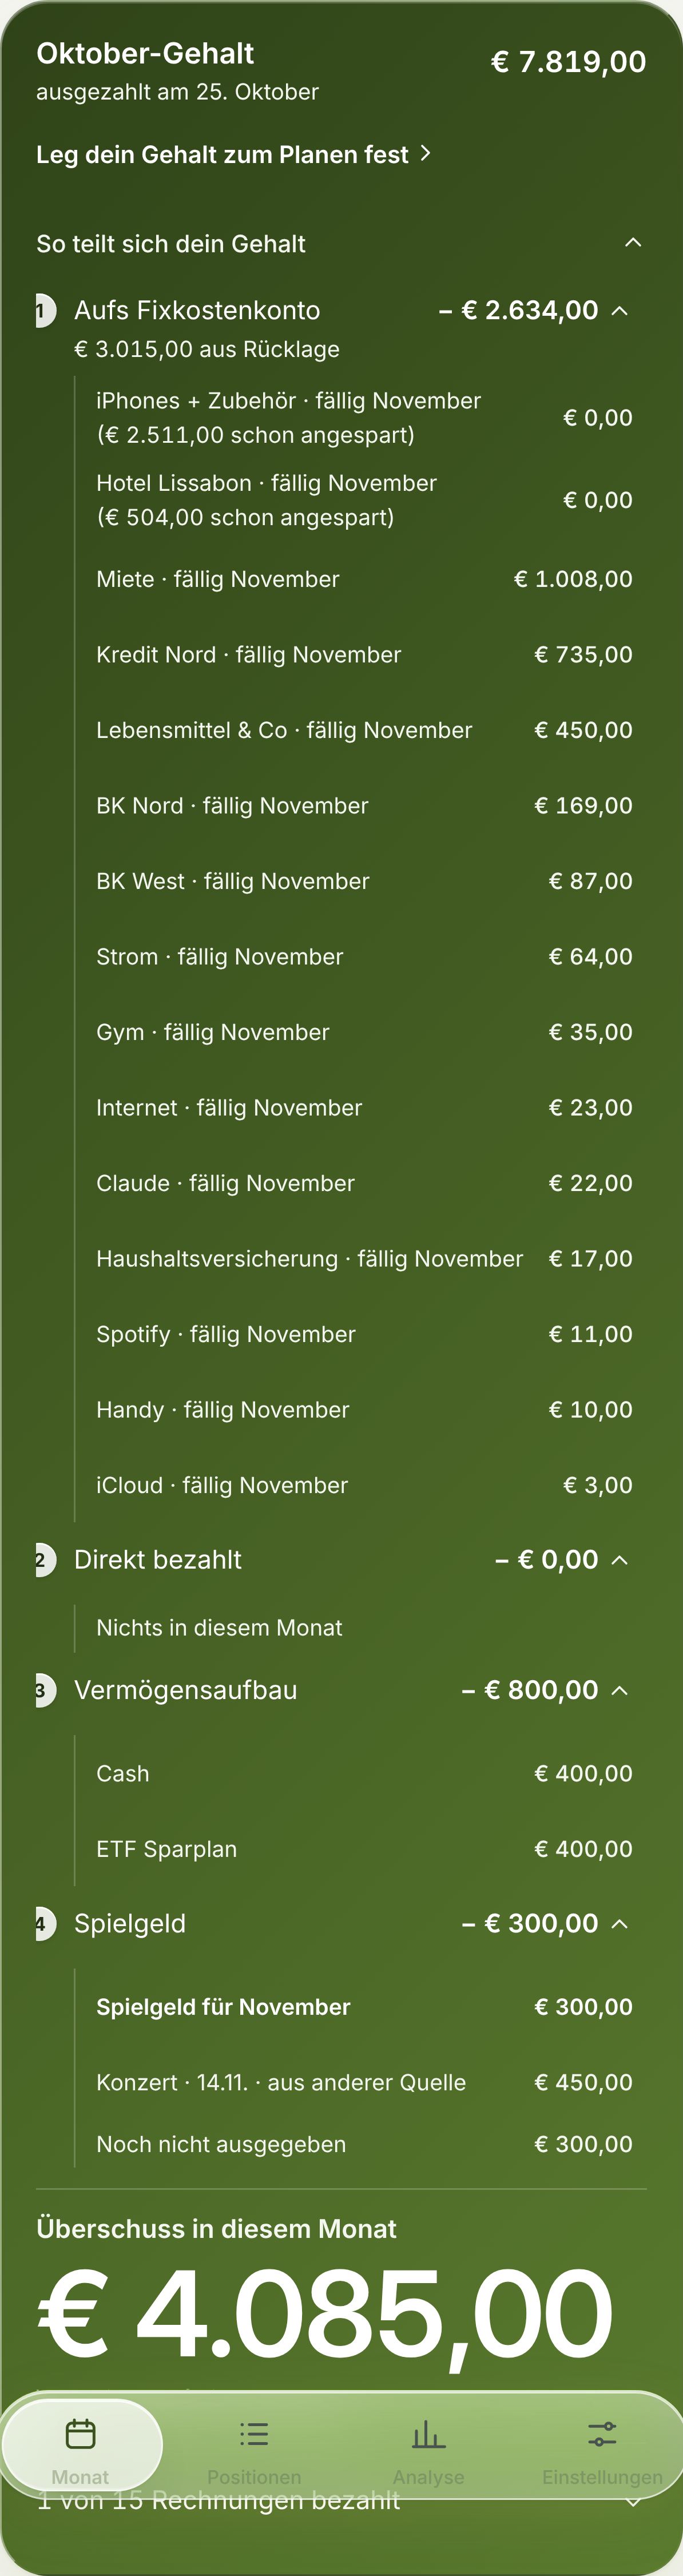 Oktober-Gehalt
€ 7.819,00
ausgezahlt am 25. Oktober
Leg dein Gehalt zum Planen fest
So teilt sich dein Gehalt
1 Aufs Fixkostenkonto – € 2.634,00
€ 3.015,00 aus Rücklage
iPhones + Zubehör · fällig November
(€ 2.511,00 schon angespart)
€ 0,00
Hotel Lissabon · fällig November
(€ 504,00 schon angespart)
€ 0,00
Miete · fällig November € 1.008,00
Kredit Nord · fällig November € 735,00
Lebensmittel & Co · fällig November € 450,00
BK Nord · fällig November € 169,00
BK West · fällig November € 87,00
Strom · fällig November € 64,00
Gym · fällig November € 35,00
Internet · fällig November € 23,00
Claude · fällig November € 22,00
Haushaltsversicherung · fällig November € 17,00
Spotify · fällig November € 11,00
Handy · fällig November € 10,00
iCloud · fällig November € 3,00
2 Direkt bezahlt – € 0,00
Nichts in diesem Monat
3 Vermögensaufbau – € 800,00
Cash € 400,00
ETF Sparplan € 400,00
4 Spielgeld – € 300,00
Spielgeld für November € 300,00
Konzert · 14.11. · aus anderer Quelle € 450,00
Noch nicht ausgegeben € 300,00
Überschuss in diesem Monat
€ 4.085,00
Monat Positionen Analyse Einstellungen
1 von 15 Rechnungen bezahlt